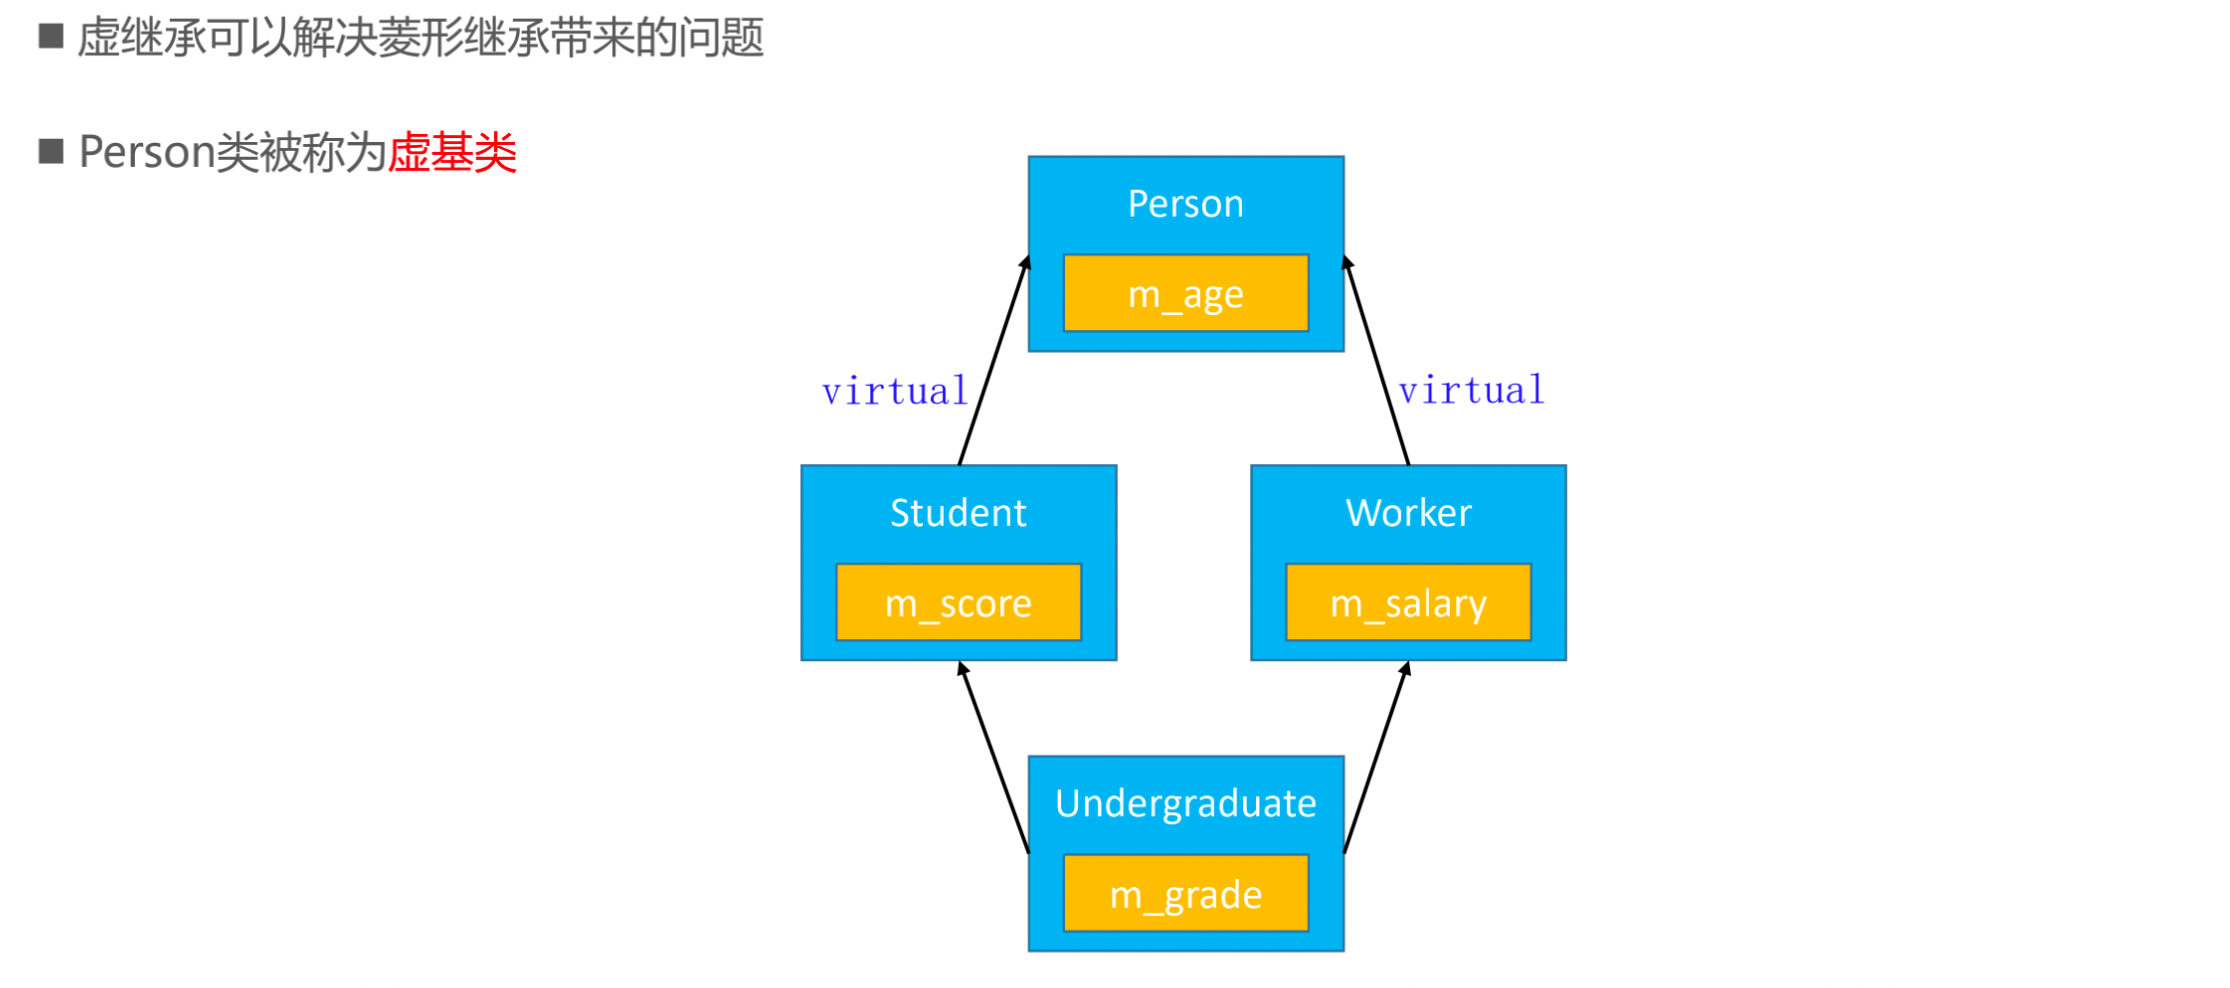 虚继承可以解决菱形继承带来的问题
Person类被称为虚基类
Person
m_age
virtual
virtual
Student
Worker
m_score
m_salary
Undergraduate
m_grade